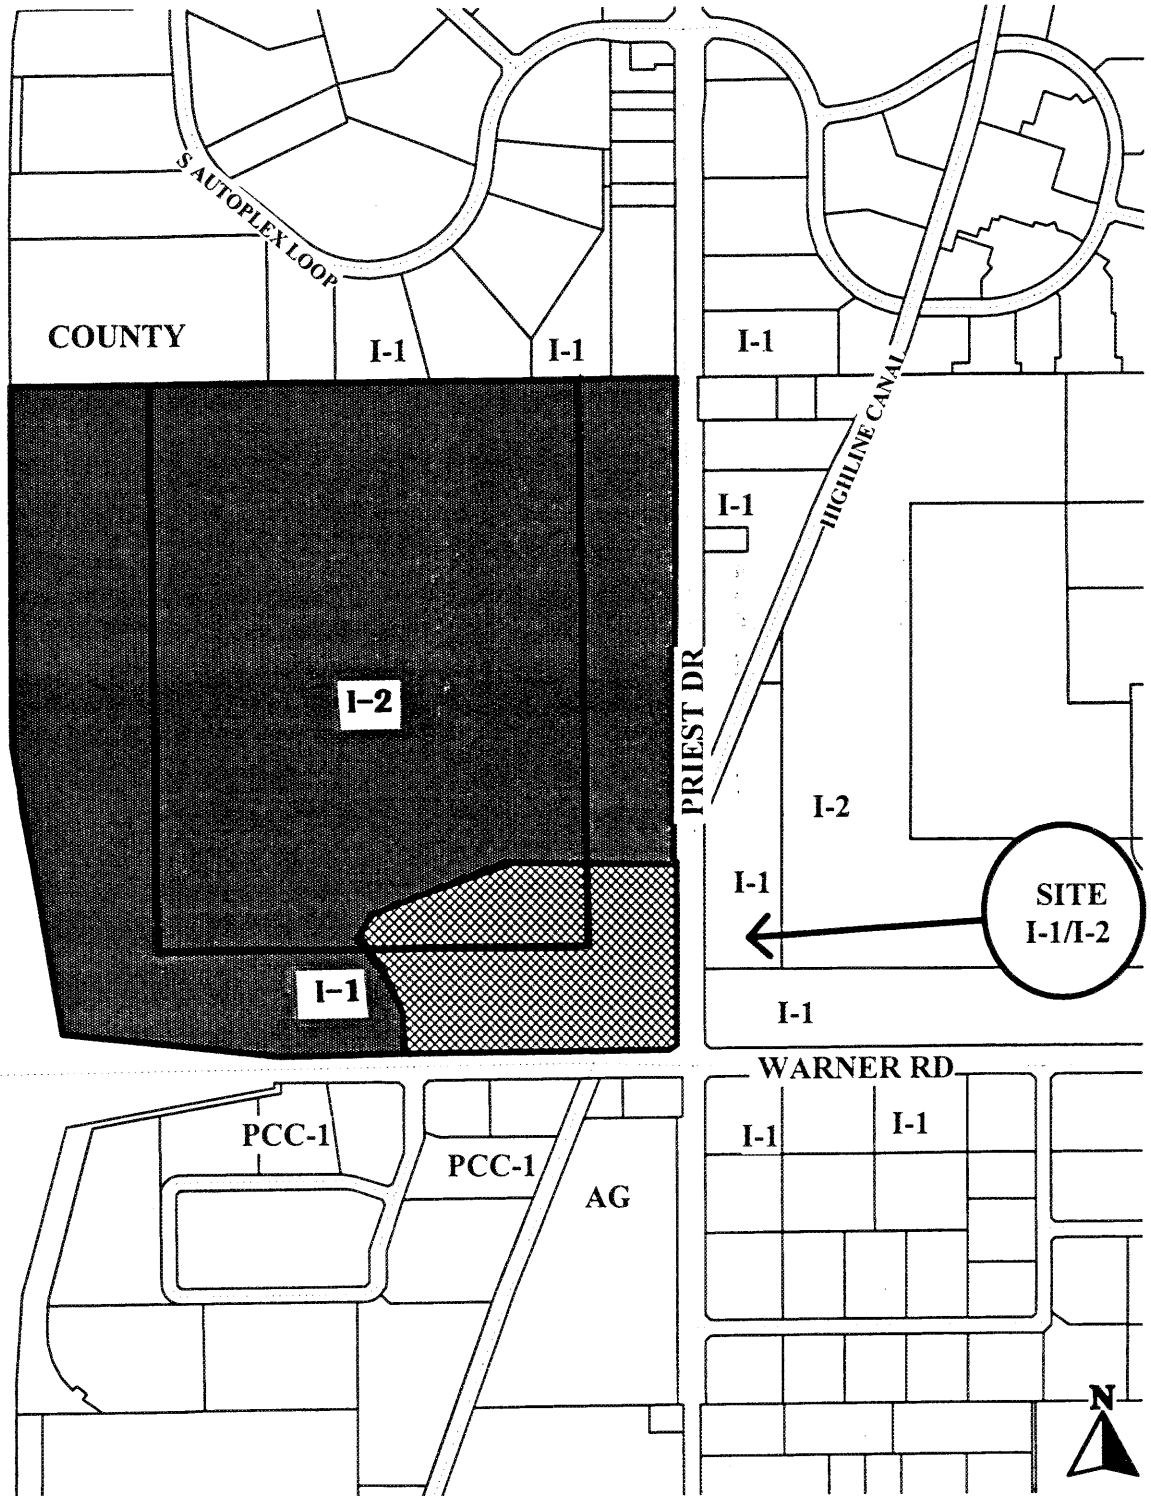 S AUTOPLEX LOOP
COUNTY
I-1
I-1
I-1
HIGHLINE CANAL
I-1
I-2
PRIEST DR
I-2
I-1
SITE
I-1/I-2
I-1
I-1
WARNER RD
PCC-1
PCC-1
AG
I-1
I-1
N